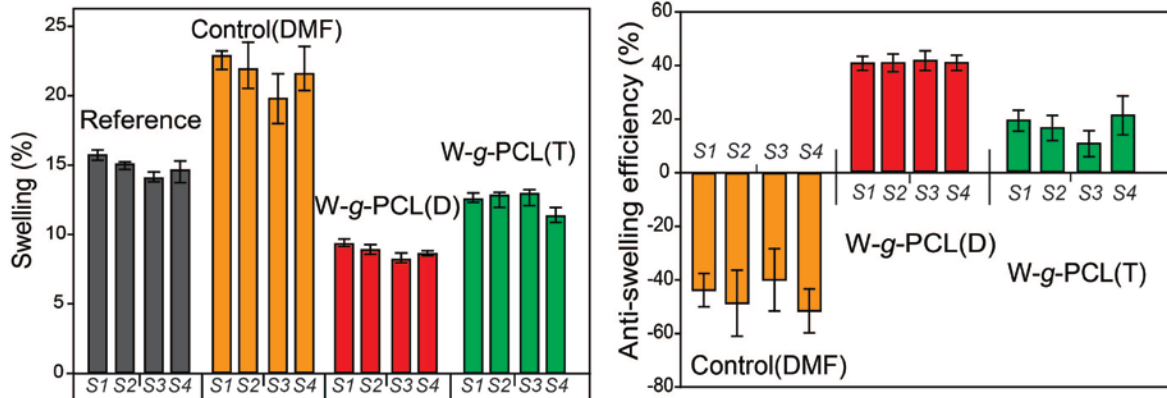 Swelling (%)
25
20
15
10
5
0
Reference
Control(DMF)
W-g-PCL(D)
W-g-PCL(T)
S1 S2 S3 S4 S1 S2 S3 S4 S1 S2 S3 S4 S1 S2 S3 S4
Anti-swelling efficiency (%)
60
40
20
0
-20
-40
-60
-80
S1 S2 S3 S4
S1 S2 S3 S4 S1 S2 S3 S4
W-g-PCL(D)
W-g-PCL(T)
Control(DMF)